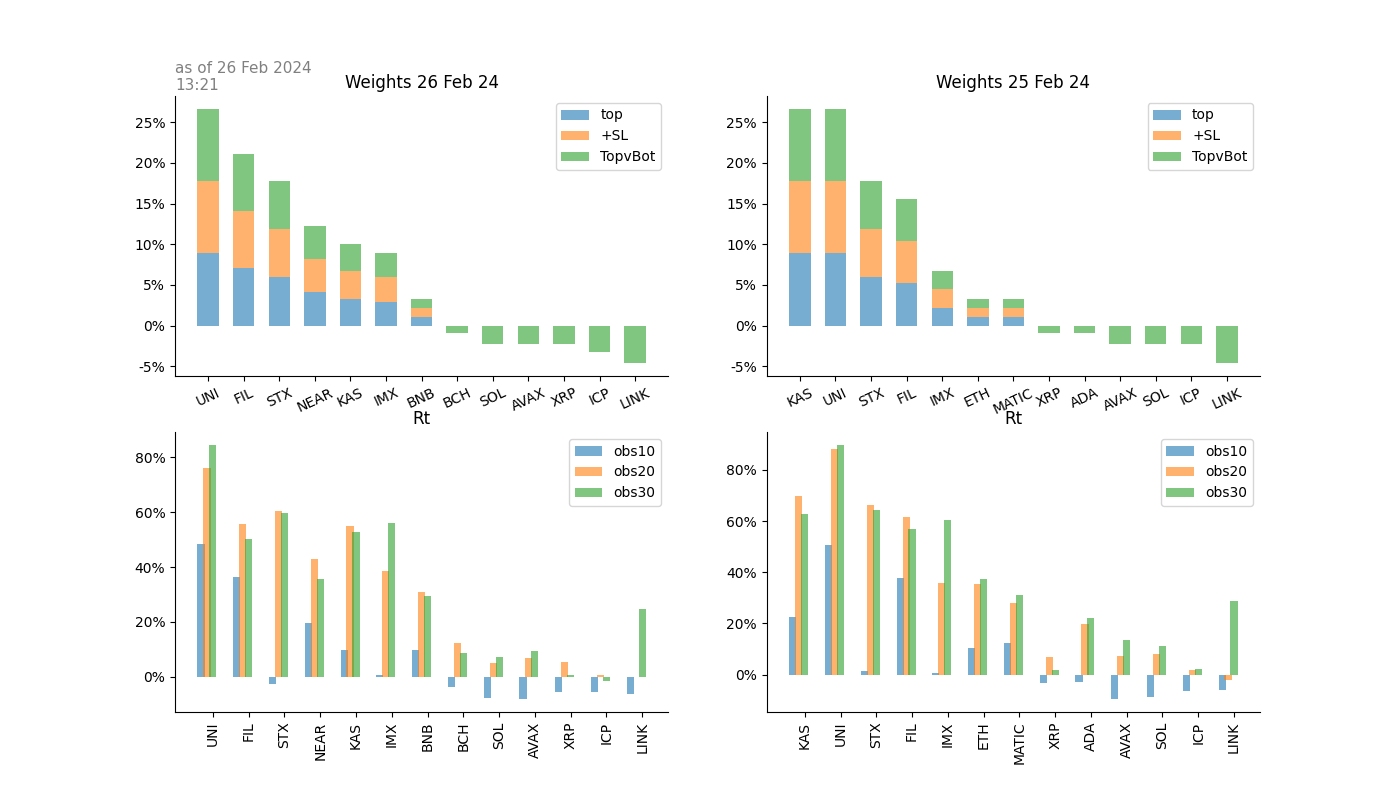 as of 26 Feb 2024
13:21
Weights 26 Feb 24
25%
20%
15%
10%
5%
0%
-5%
top
+SL
TopvBot
UNI FIL STX NEAR KAS IMX BNB BCH SOL AVAX XRP ICP LINK
Weights 25 Feb 24
25%
20%
15%
10%
5%
0%
-5%
top
+SL
TopvBot
KAS UNI STX FIL IMX ETH MATIC XRP ADA AVAX SOL ICP LINK
Rt
80%
60%
40%
20%
0%
obs10
obs20
obs30
UNI FIL STX NEAR KAS IMX BNB BCH SOL AVAX XRP ICP LINK
Rt
80%
60%
40%
20%
0%
obs10
obs20
obs30
KAS UNI STX FIL IMX ETH MATIC XRP ADA AVAX SOL ICP LINK